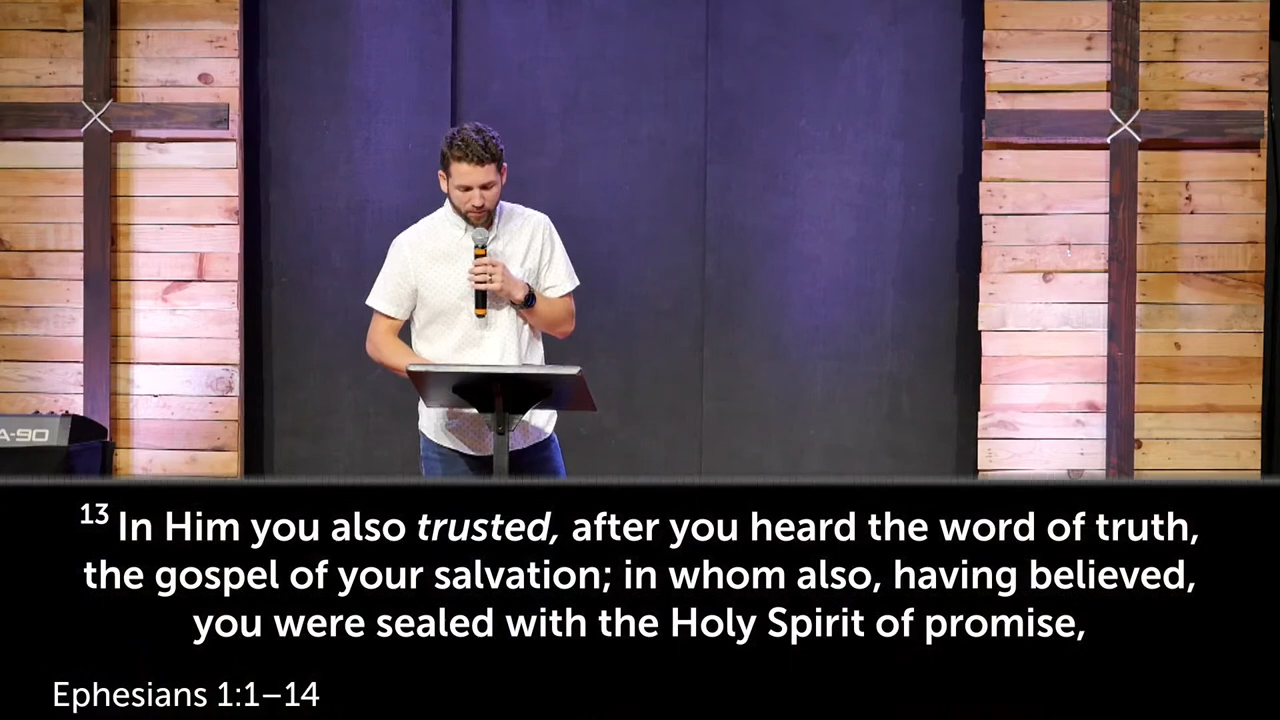 A-90
13 In Him you also trusted, after you heard the word of truth,
the gospel of your salvation; in whom also, having believed,
you were sealed with the Holy Spirit of promise,
Ephesians 1:1–14